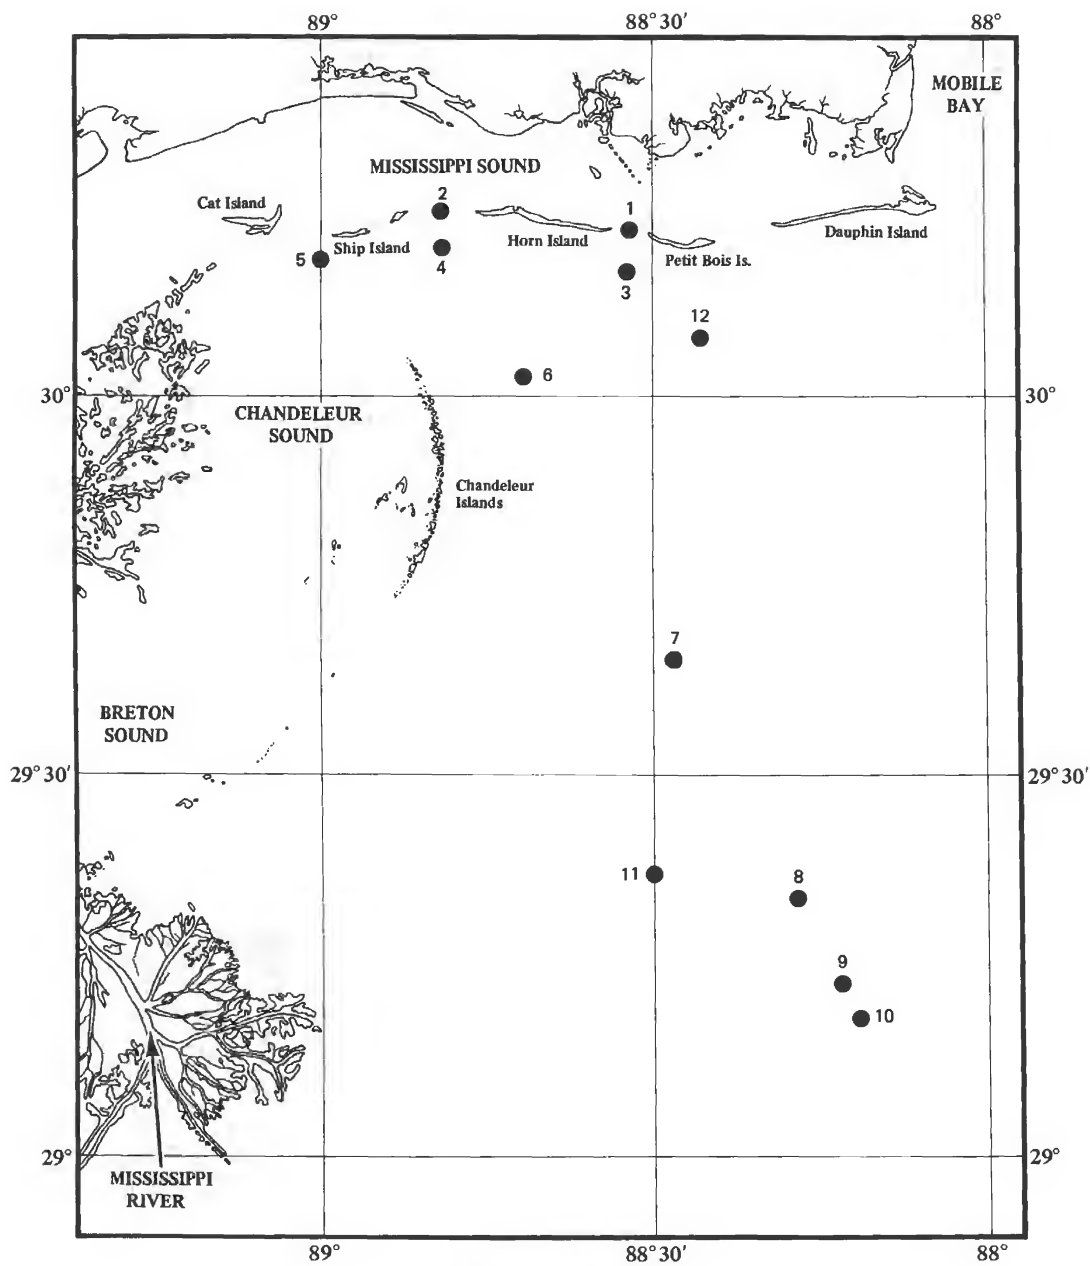 89°
88°30′
88°
MOBILE
BAY
MISSISSIPPI SOUND
Cat Island
2
1
Ship Island
Horn Island
Dauphin Island
5
4
Petit Bois Is.
3
12
6
30°
30°
CHANDELEUR
SOUND
Chandeleur
Islands
7
BRETON
SOUND
29°30′
29°30′
11
8
9
10
29°
29°
MISSISSIPPI
RIVER
89°
88°30′
88°